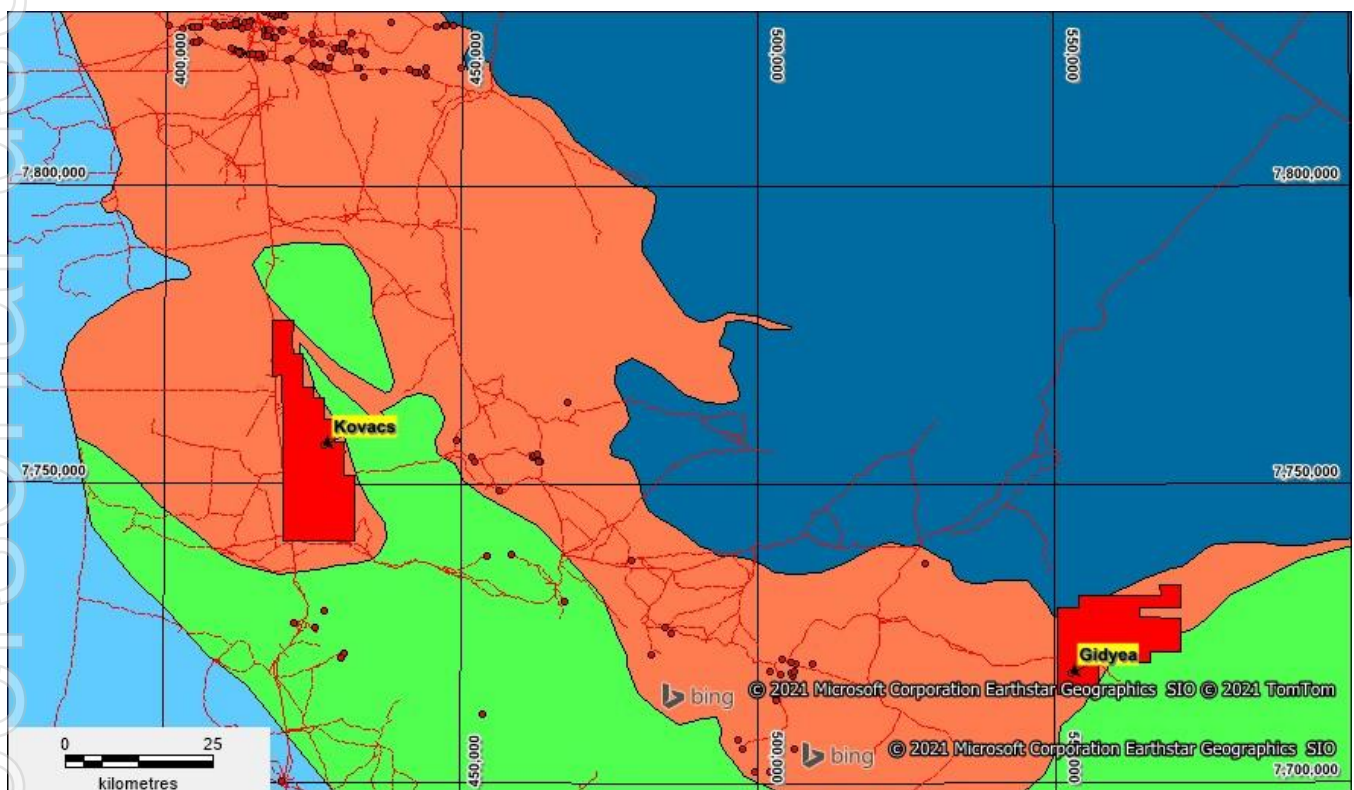 400,000
450,000
500,000
550,000
7,800,000
7,800,000
Kovacs
7,750,000
7,750,000
Gidyea
bing © 2021 Microsoft Corporation Earthstar Geographics SIO © 2021 TomTom
bing © 2021 Microsoft Corporation Earthstar Geographics SIO
0 25
kilometres
450,000
500,000
550,000
7,700,000